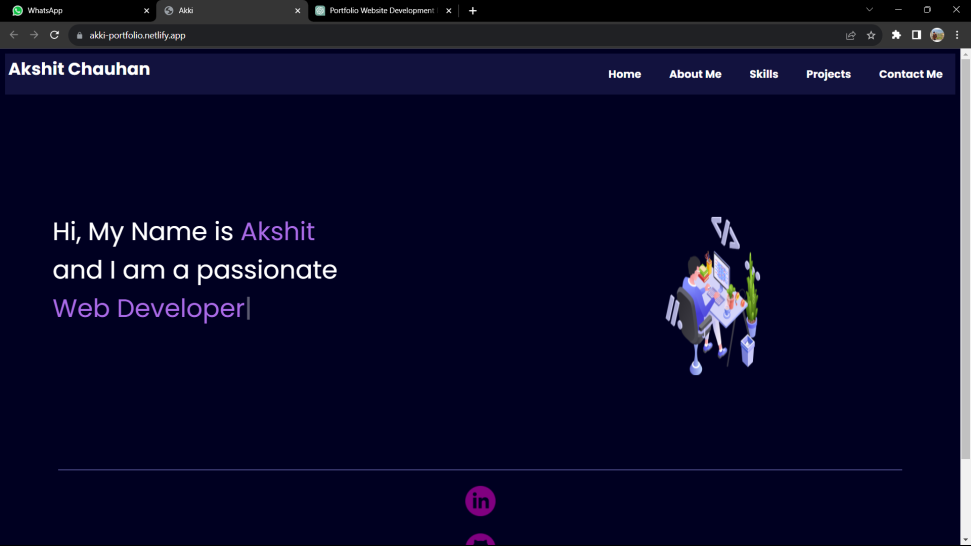 WhatsApp
Akki
Portfolio Website Development
akki-portfolio.netlify.app
Akshit Chauhan
Home About Me Skills Projects Contact Me
Hi, My Name is Akshit
and I am a passionate
Web Developer|
in